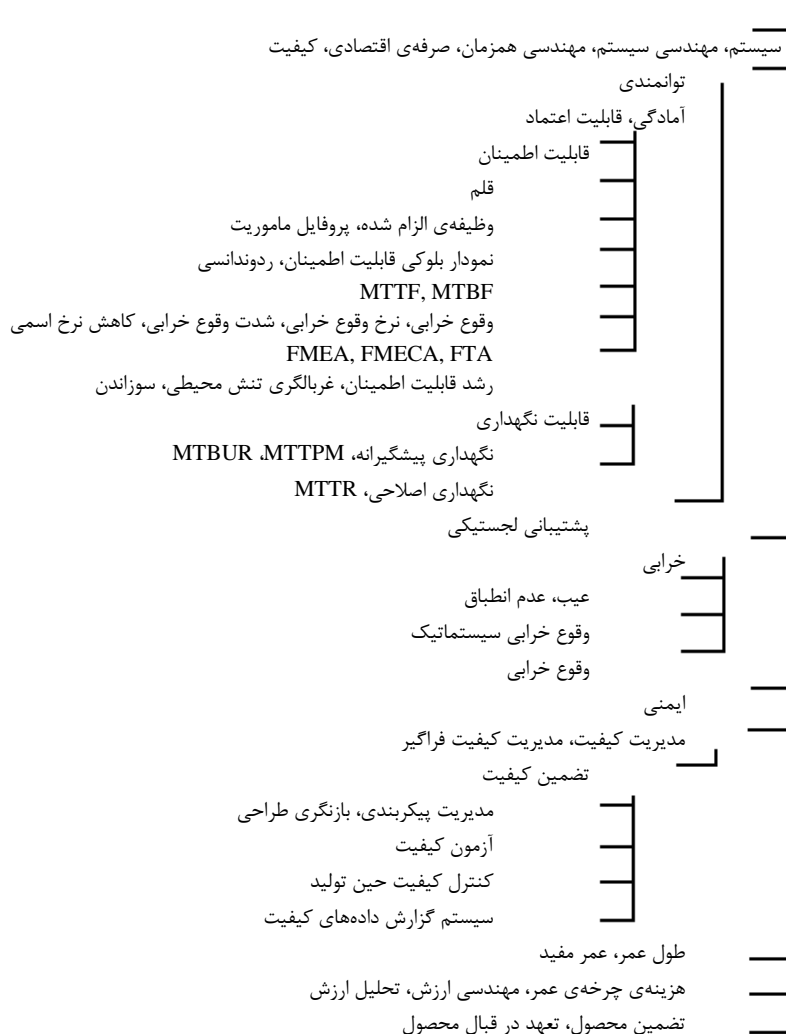 سیستم، مهندسی سیستم، مهندسی همزمان، صرفه‌ی اقتصادی، کیفیت
توانمندی
آمادگی، قابلیت اعتماد
قابلیت اطمینان
قلم
وظیفه‌ی الزام شده، پروفایل ماموریت
نمودار بلوکی قابلیت اطمینان، ردوندانسی
MTTF, MTBF
وقوع خرابی، نرخ وقوع خرابی، شدت وقوع خرابی، کاهش نرخ اسمی
FMEA, FMECA, FTA
رشد قابلیت اطمینان، غربالگری تنش محیطی، سوزاندن
قابلیت نگهداری
نگهداری پیشگیرانه، MTBUR ،MTTPM
نگهداری اصلاحی، MTTR
پشتیبانی لجستیکی
خرابی
عیب، عدم انطباق
وقوع خرابی سیستماتیک
وقوع خرابی
ایمنی
مدیریت کیفیت، مدیریت کیفیت فراگیر
تضمین کیفیت
مدیریت پیکربندی، بازنگری طراحی
آزمون کیفیت
کنترل کیفیت حین تولید
سیستم گزارش داده‌های کیفیت
طول عمر، عمر مفید
هزینه‌ی چرخه‌ی عمر، مهندسی ارزش، تحلیل ارزش
تضمین محصول، تعهد در قبال محصول